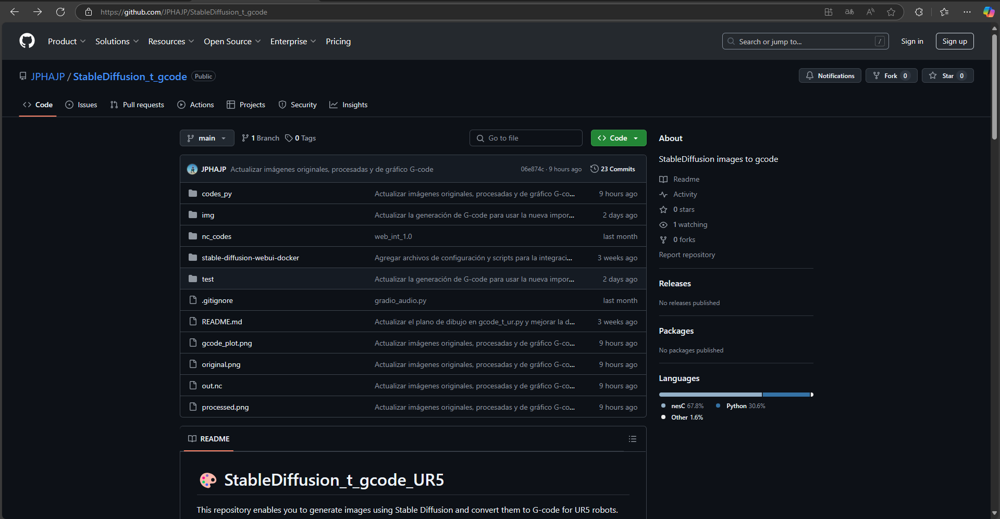 https://github.com/JPHAJP/StableDiffusion_t_gcode
Product Solutions Resources Open Source Enterprise Pricing
Search or jump to... /
Sign in
Sign up
JPHAJP / StableDiffusion_t_gcode Public
Notifications
Fork 0
Star 0
Code Issues Pull requests Actions Projects Security Insights
main
1 Branch
0 Tags
Go to file
Code
JPHAJP Actualizar imágenes originales, procesadas y de gráfico G-code 06e874c · 9 hours ago 23 Commits
codes_py Actualizar imágenes originales, procesadas y de gráfico G-co... 9 hours ago
img Actualizar la generación de G-code para usar la nueva impor... 2 days ago
nc_codes web_int_1.0 last month
stable-diffusion-webui-docker Agregar archivos de configuración y scripts para la integraci... 3 weeks ago
test Actualizar la generación de G-code para usar la nueva impor... 2 days ago
.gitignore gradio_audio.py last month
README.md Actualizar el plano de dibujo en gcode_t_ur.py y mejorar la d... 3 weeks ago
gcode_plot.png Actualizar imágenes originales, procesadas y de gráfico G-co... 9 hours ago
original.png Actualizar imágenes originales, procesadas y de gráfico G-co... 9 hours ago
out.nc Actualizar imágenes originales, procesadas y de gráfico G-co... 9 hours ago
processed.png Actualizar imágenes originales, procesadas y de gráfico G-co... 9 hours ago
README
StableDiffusion_t_gcode_UR5
This repository enables you to generate images using Stable Diffusion and convert them to G-code for UR5 robots.
About
StableDiffusion images to gcode
Readme
Activity
0 stars
1 watching
0 forks
Report repository
Releases
No releases published
Packages
No packages published
Languages
nesC 67.8% Python 30.6%
Other 1.6%